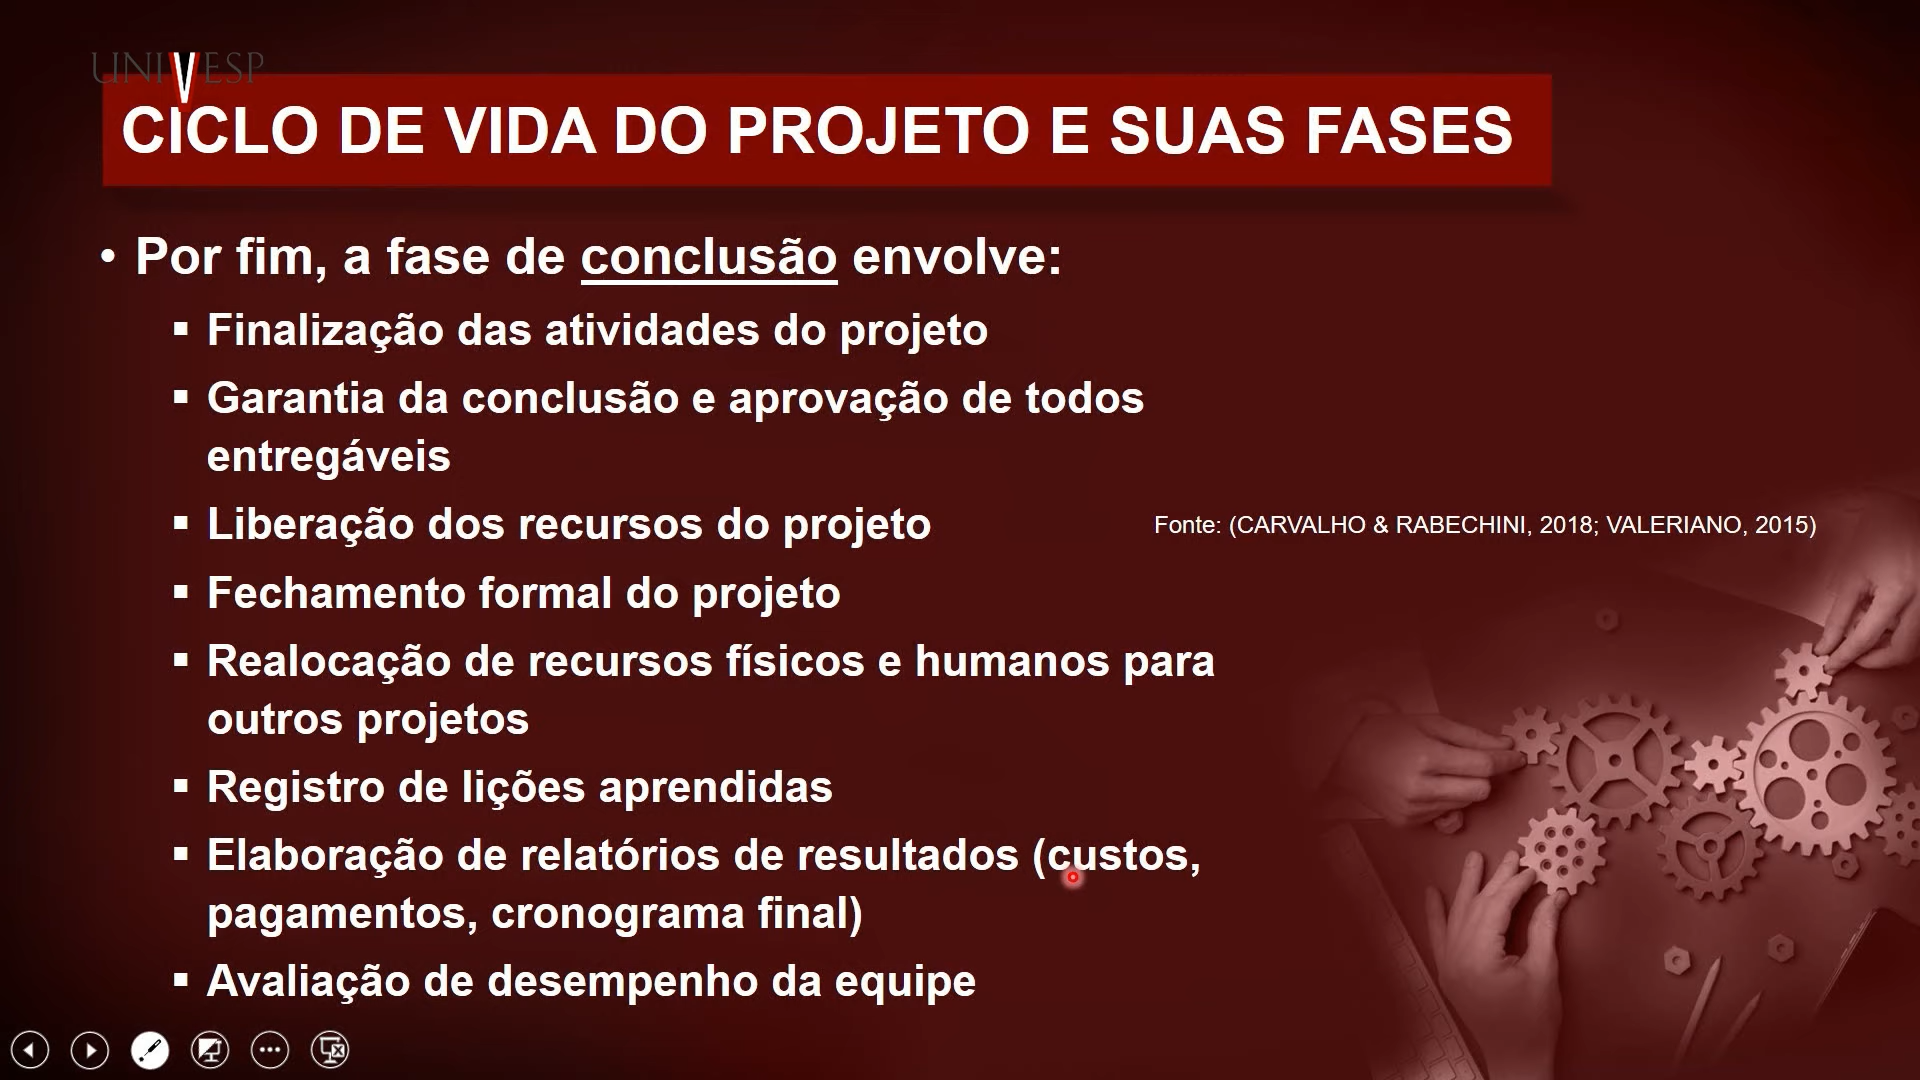 UNIVESP
CICLO DE VIDA DO PROJETO E SUAS FASES
• Por fim, a fase de conclusão envolve:
▪ Finalização das atividades do projeto
▪ Garantia da conclusão e aprovação de todos
entregáveis
▪ Liberação dos recursos do projeto
Fonte: (CARVALHO & RABECHINI, 2018; VALERIANO, 2015)
▪ Fechamento formal do projeto
▪ Realocação de recursos físicos e humanos para
outros projetos
▪ Registro de lições aprendidas
▪ Elaboração de relatórios de resultados (custos,
pagamentos, cronograma final)
▪ Avaliação de desempenho da equipe